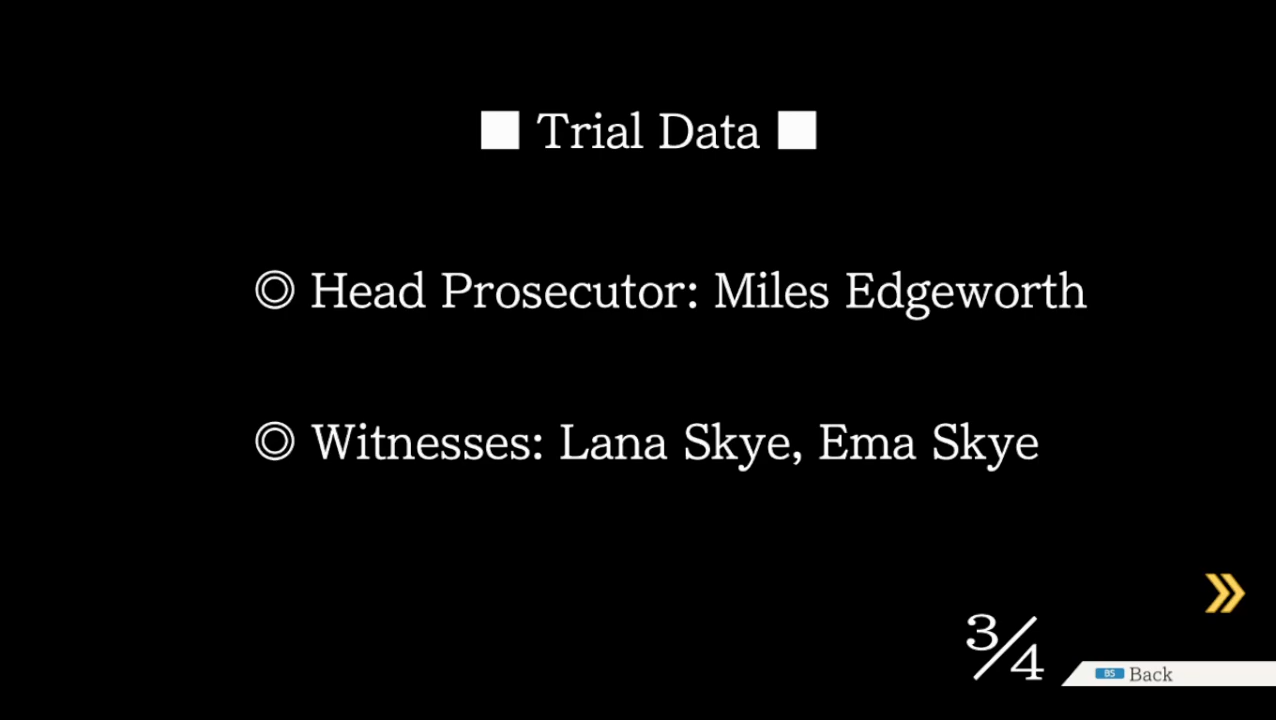 ■ Trial Data ■
◎ Head Prosecutor: Miles Edgeworth
◎ Witnesses: Lana Skye, Ema Skye
3/4
BS Back